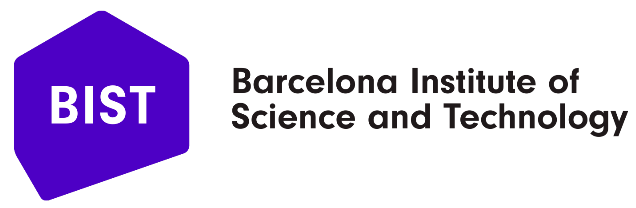 BIST
Barcelona Institute of
Science and Technology